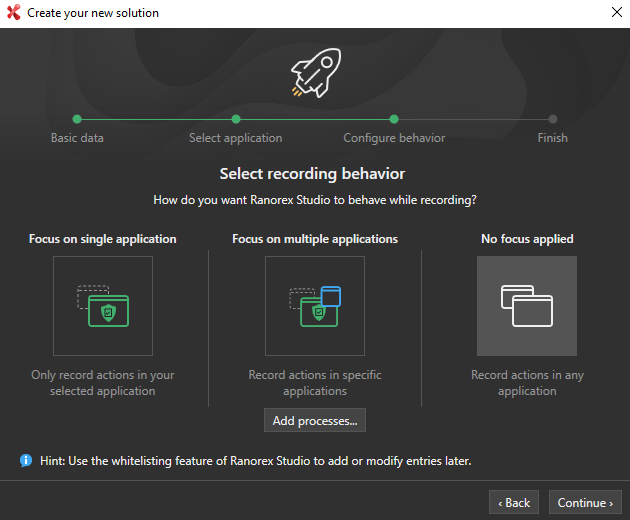 Create your new solution
Basic data
Select application
Configure behavior
Finish
Select recording behavior
How do you want Ranorex Studio to behave while recording?
Focus on single application
Only record actions in your
selected application
Focus on multiple applications
Record actions in specific
applications
Add processes...
No focus applied
Record actions in any
application
Hint: Use the whitelisting feature of Ranorex Studio to add or modify entries later.
‹ Back
Continue ›